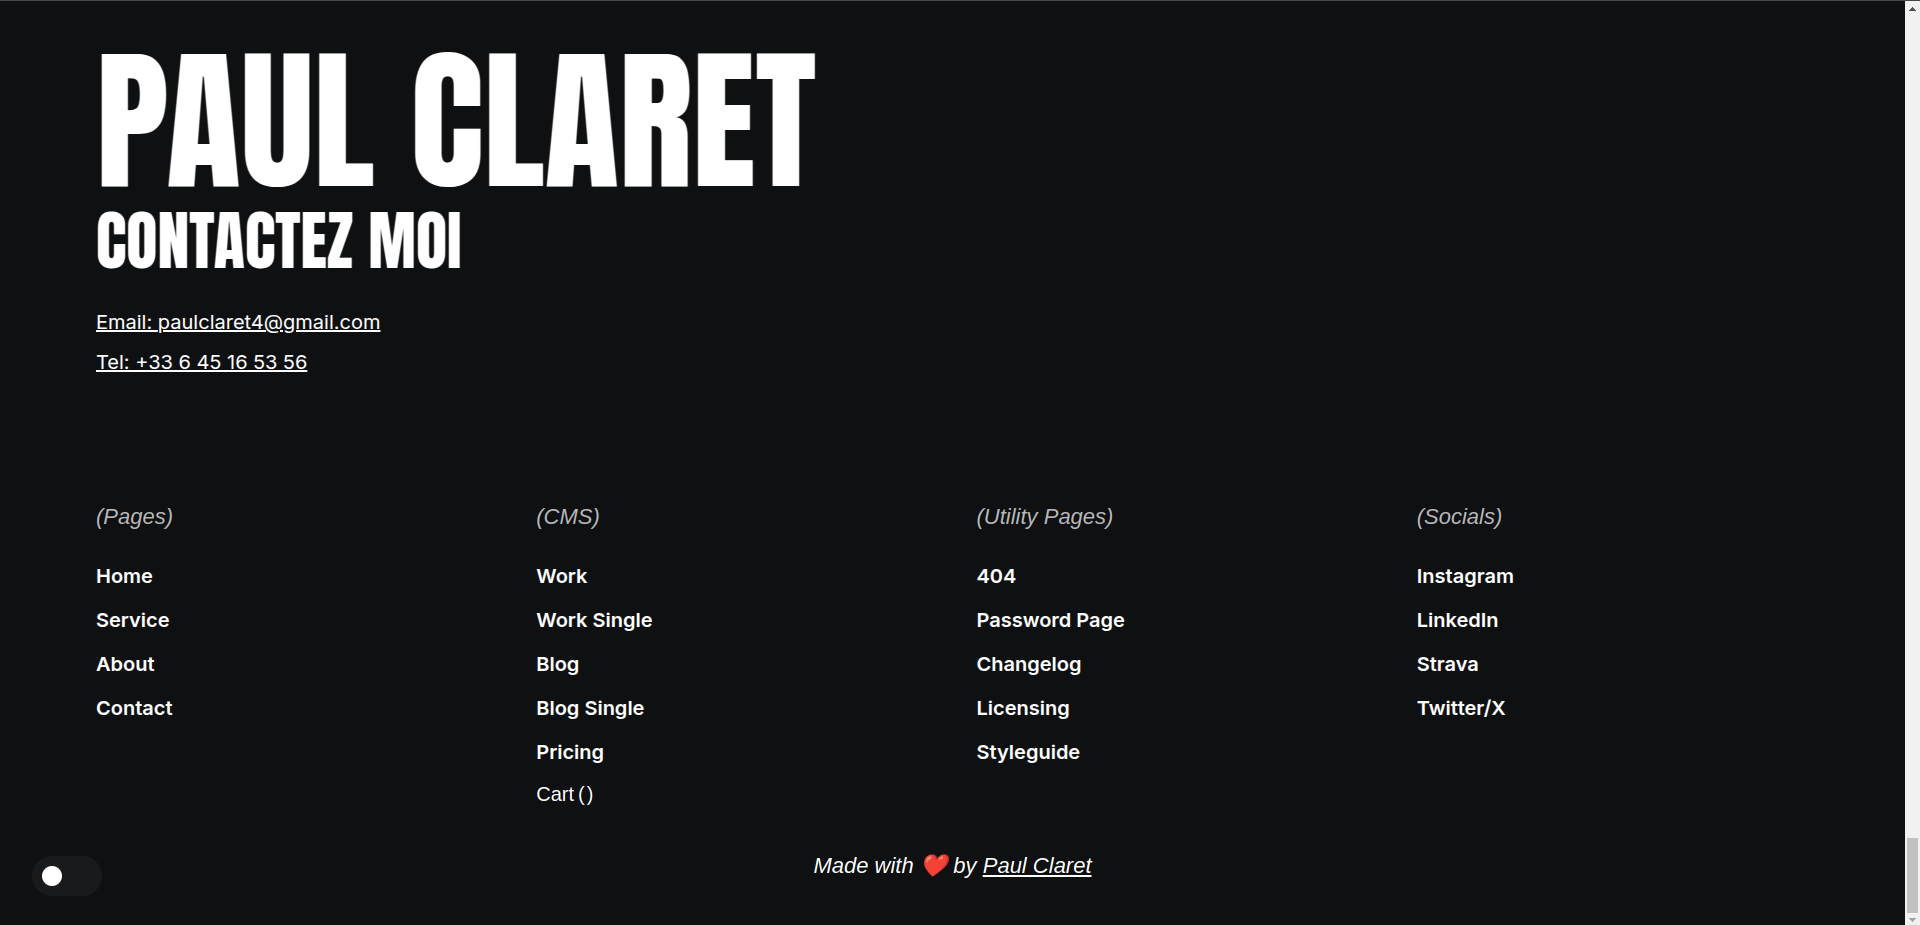 PAUL CLARET
CONTACTEZ MOI
Email: paulclaret4@gmail.com
Tel: +33 6 45 16 53 56
(Pages)
Home
Service
About
Contact
(CMS)
Work
Work Single
Blog
Blog Single
Pricing
Cart ()
(Utility Pages)
404
Password Page
Changelog
Licensing
Styleguide
(Socials)
Instagram
LinkedIn
Strava
Twitter/X
Made with ❤️ by Paul Claret